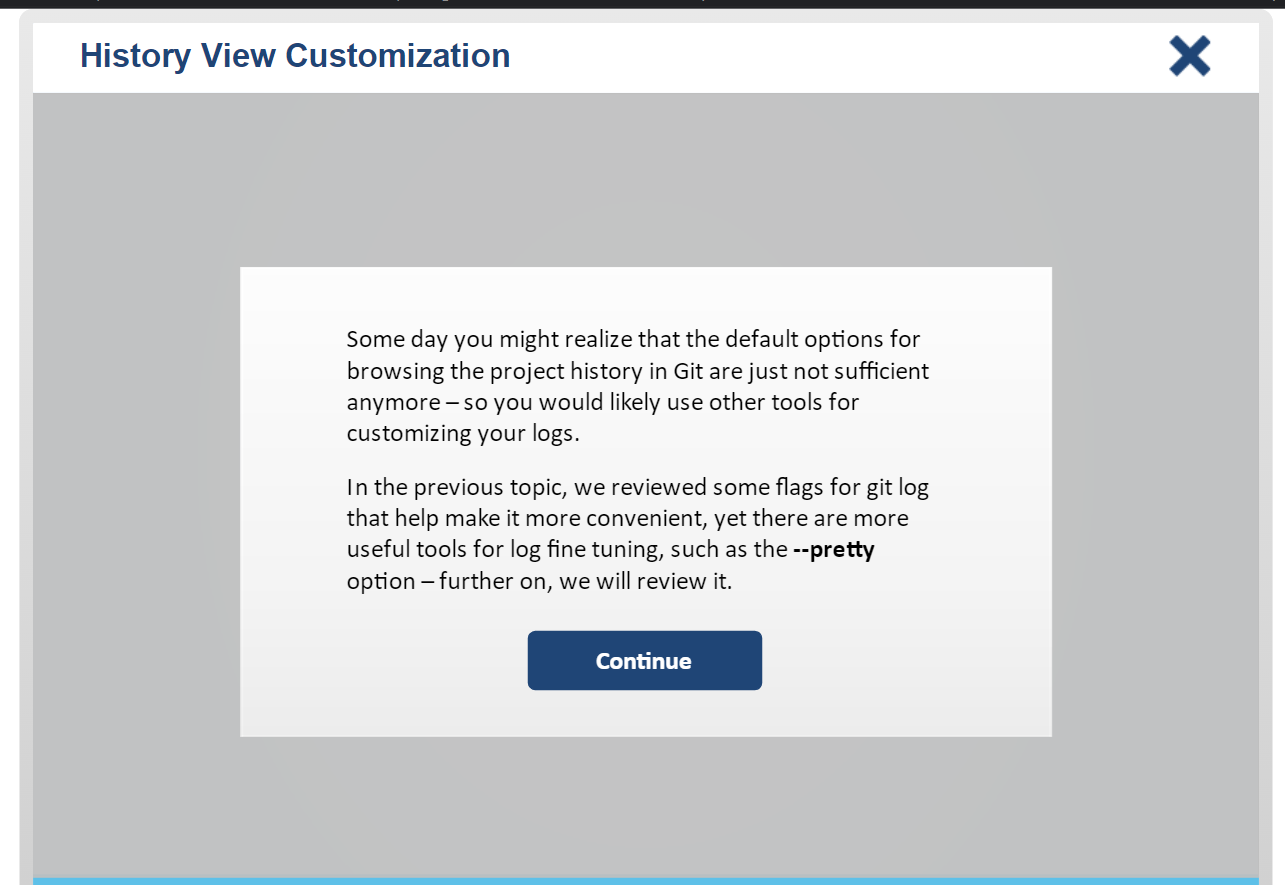 History View Customization
Some day you might realize that the default options for
browsing the project history in Git are just not sufficient
anymore – so you would likely use other tools for
customizing your logs.
In the previous topic, we reviewed some flags for git log
that help make it more convenient, yet there are more
useful tools for log fine tuning, such as the --pretty
option – further on, we will review it.
Continue